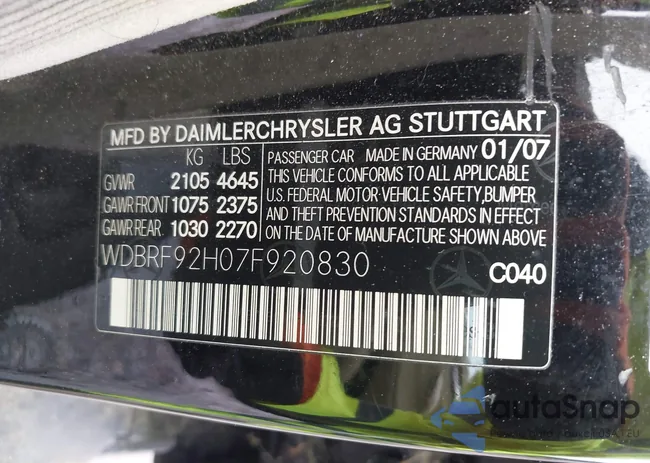 MFD BY DAIMLERCHRYSLER AG STUTTGART
KG LBS
GVWR 2105 4645
GAWR FRONT 1075 2375
GAWR REAR 1030 2270
PASSENGER CAR MADE IN GERMANY 01/07
THIS VEHICLE CONFORMS TO ALL APPLICABLE
U.S. FEDERAL MOTOR-VEHICLE SAFETY,BUMPER
AND THEFT PREVENTION STANDARDS IN EFFECT
ON THE DATE OF MANUFACTURE SHOWN ABOVE
WDBRF92H07F920830
C040
autaSnap